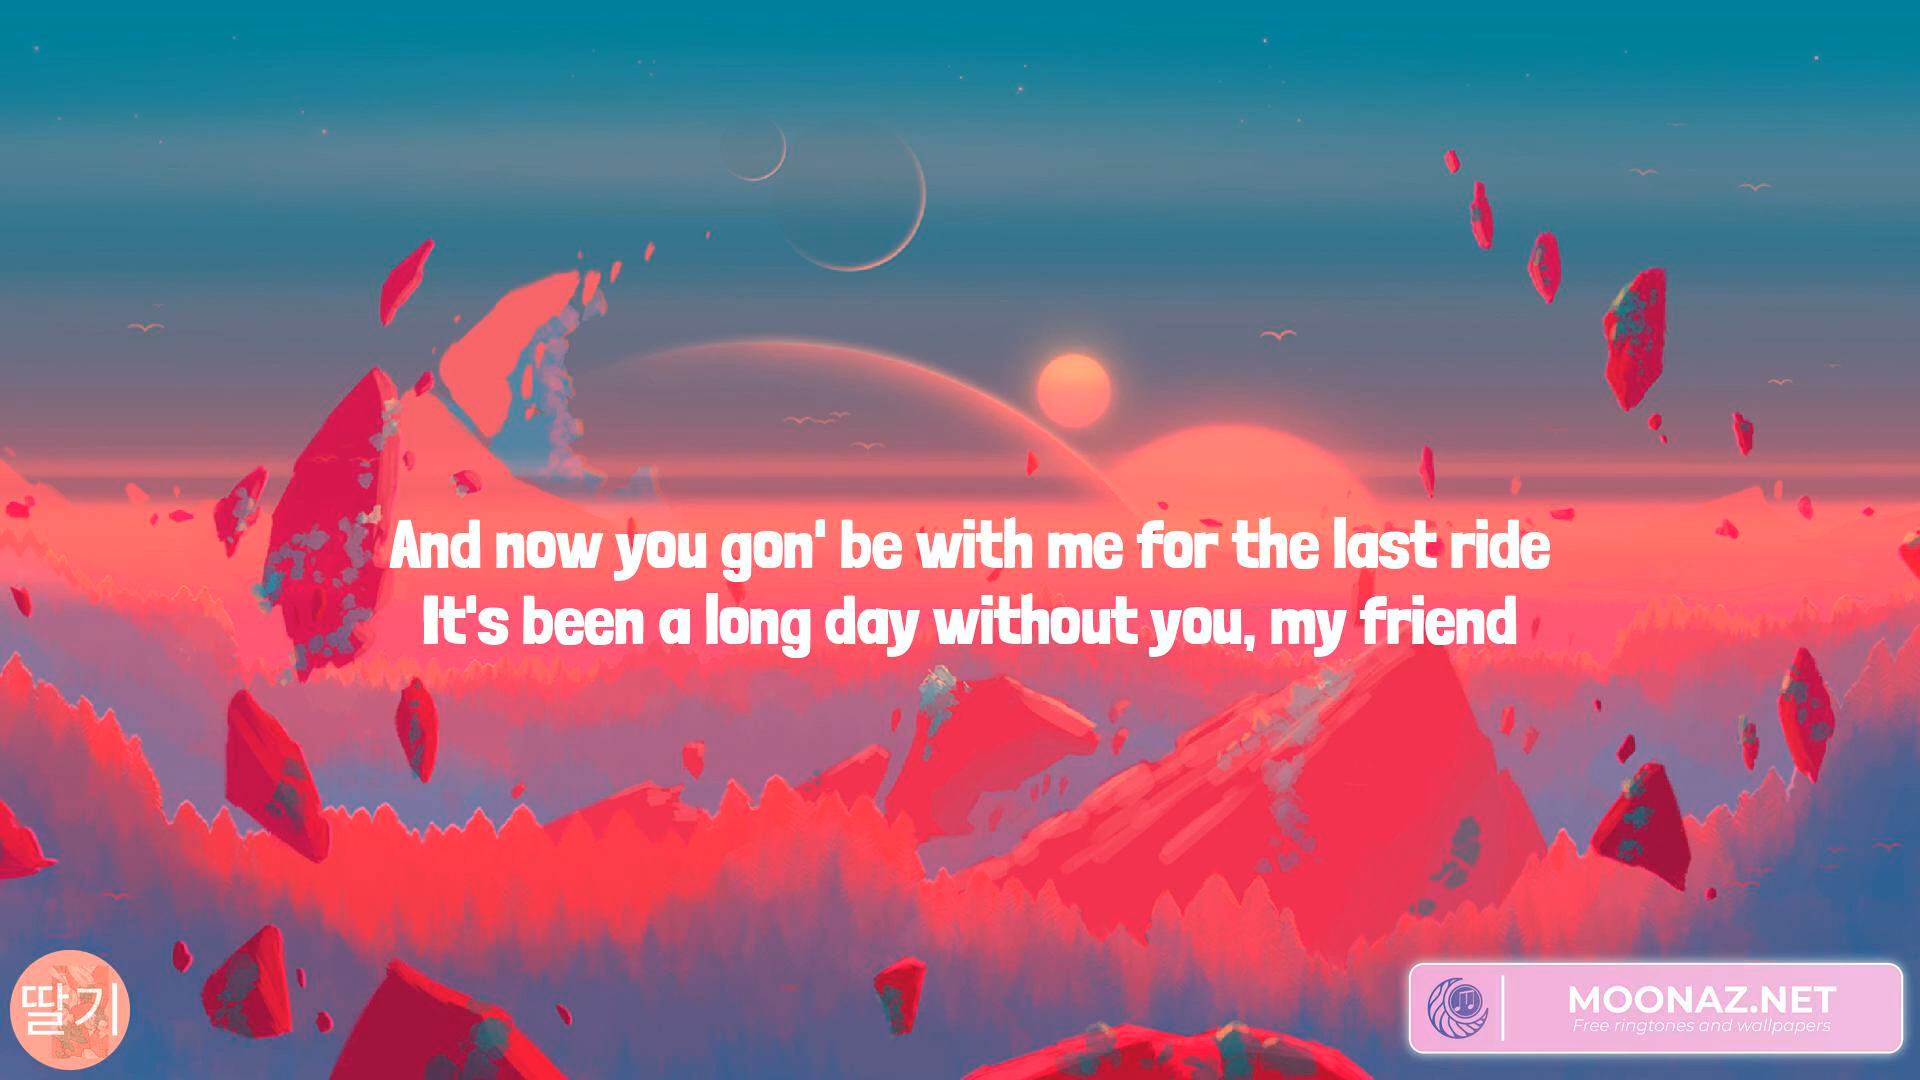 And now you gon' be with me for the last ride
It's been a long day without you, my friend
딸기
MOONAZ.NET
Free ringtones and wallpapers